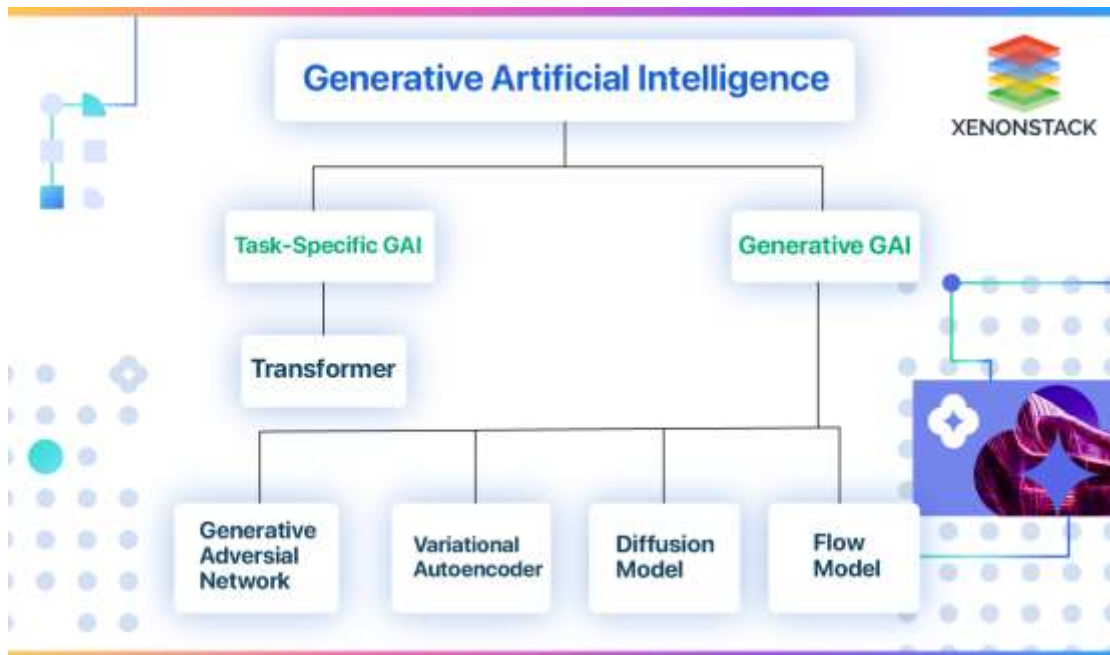 Generative Artificial Intelligence
XENONSTACK
Task-Specific GAI
Generative GAI
Transformer
Generative
Adversial
Network
Variational
Autoencoder
Diffusion
Model
Flow
Model